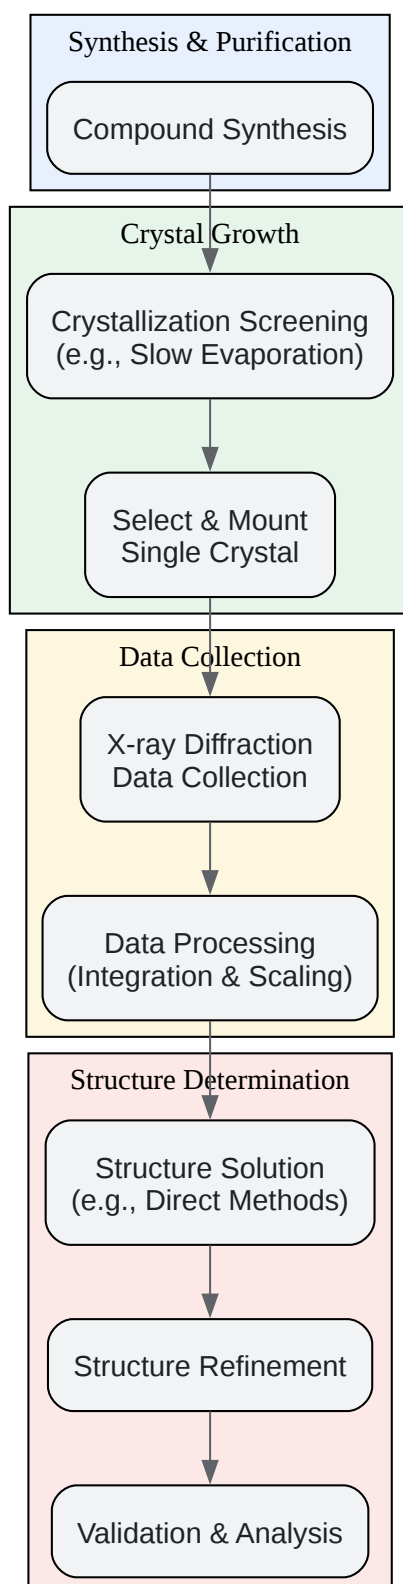 Synthesis & Purification
Compound Synthesis
Crystal Growth
Crystallization Screening
(e.g., Slow Evaporation)
Select & Mount
Single Crystal
Data Collection
X-ray Diffraction
Data Collection
Data Processing
(Integration & Scaling)
Structure Determination
Structure Solution
(e.g., Direct Methods)
Structure Refinement
Validation & Analysis